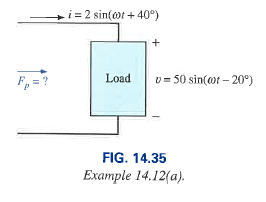 i = 2 sin(ωt + 40°)
+
F_p = ?
Load
υ = 50 sin(ωt − 20°)
−
FIG. 14.35
Example 14.12(a).